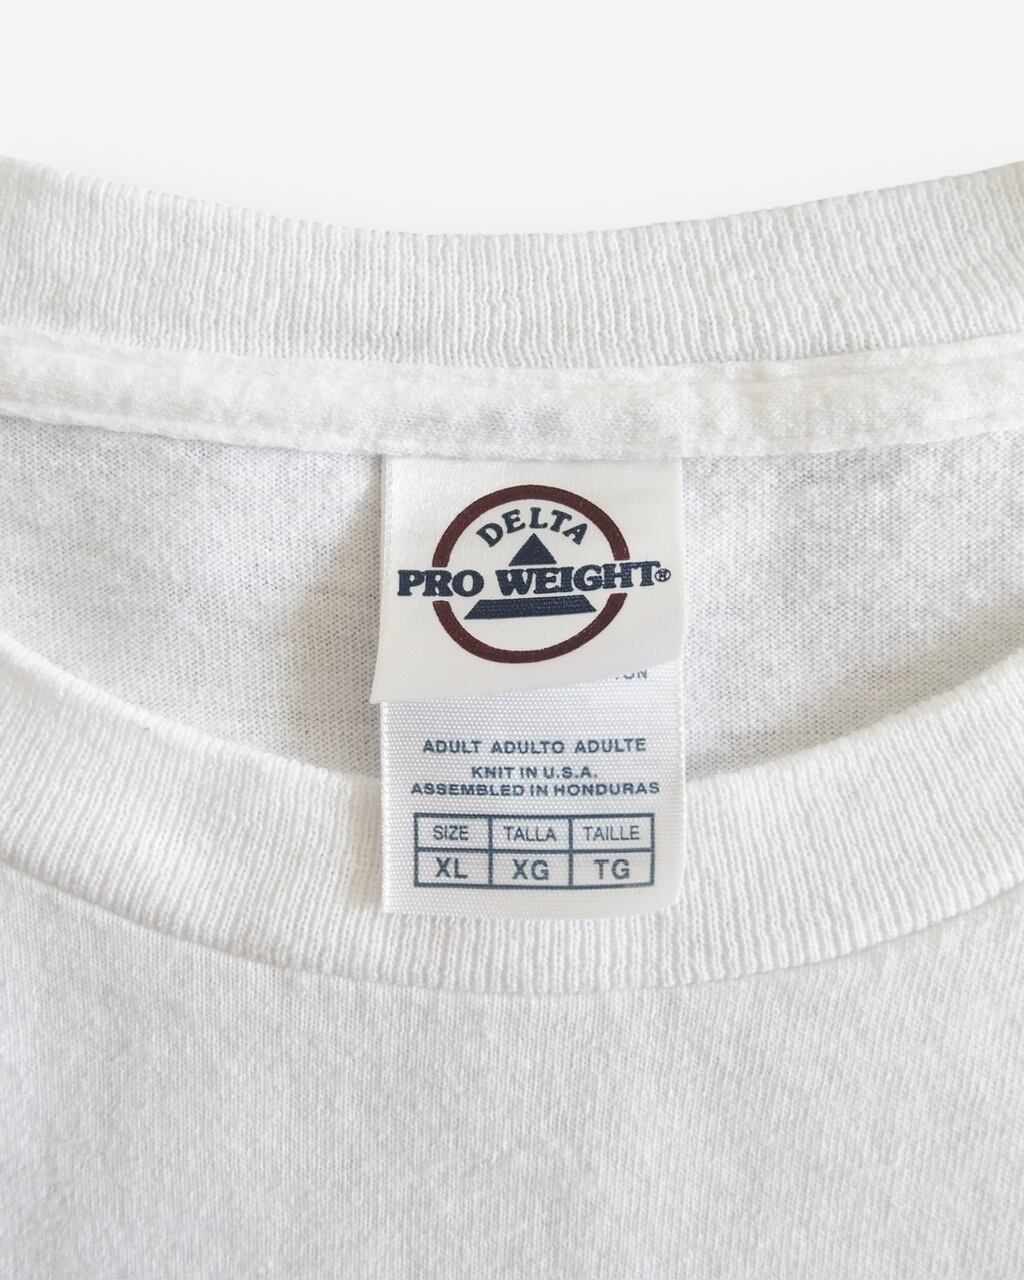 DELTA
PRO WEIGHT®
ADULT ADULTO ADULTE
KNIT IN U.S.A.
ASSEMBLED IN HONDURAS
SIZE TALLA TAILLE
XL XG TG